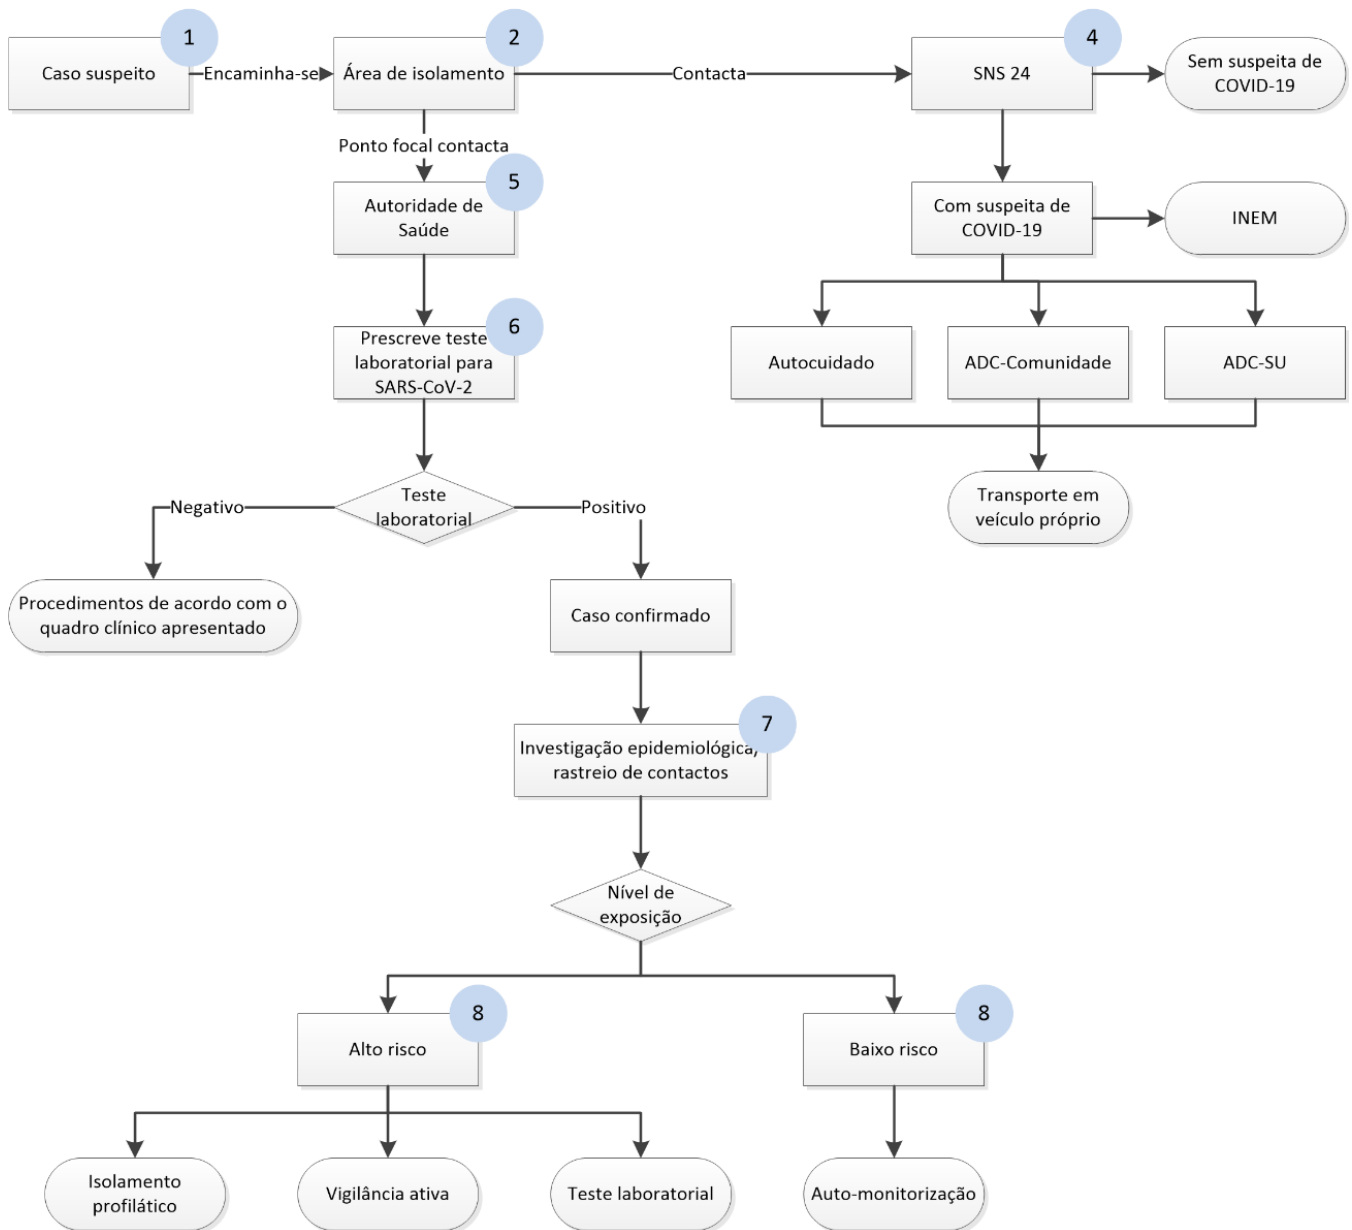 1
Caso suspeito
Encaminha-se
2
Área de isolamento
Contacta
4
SNS 24
Sem suspeita de
COVID-19
Ponto focal contacta
5
Autoridade de
Saúde
Com suspeita de
COVID-19
INEM
6
Prescreve teste
laboratorial para
SARS-CoV-2
Autocuidado
ADC-Comunidade
ADC-SU
Negativo
Teste
laboratorial
Positivo
Transporte em
veículo próprio
Procedimentos de acordo com o
quadro clínico apresentado
Caso confirmado
7
Investigação epidemiológica/
rastreio de contactos
Nível de
exposição
8
Alto risco
8
Baixo risco
Isolamento
profilático
Vigilância ativa
Teste laboratorial
Auto-monitorização